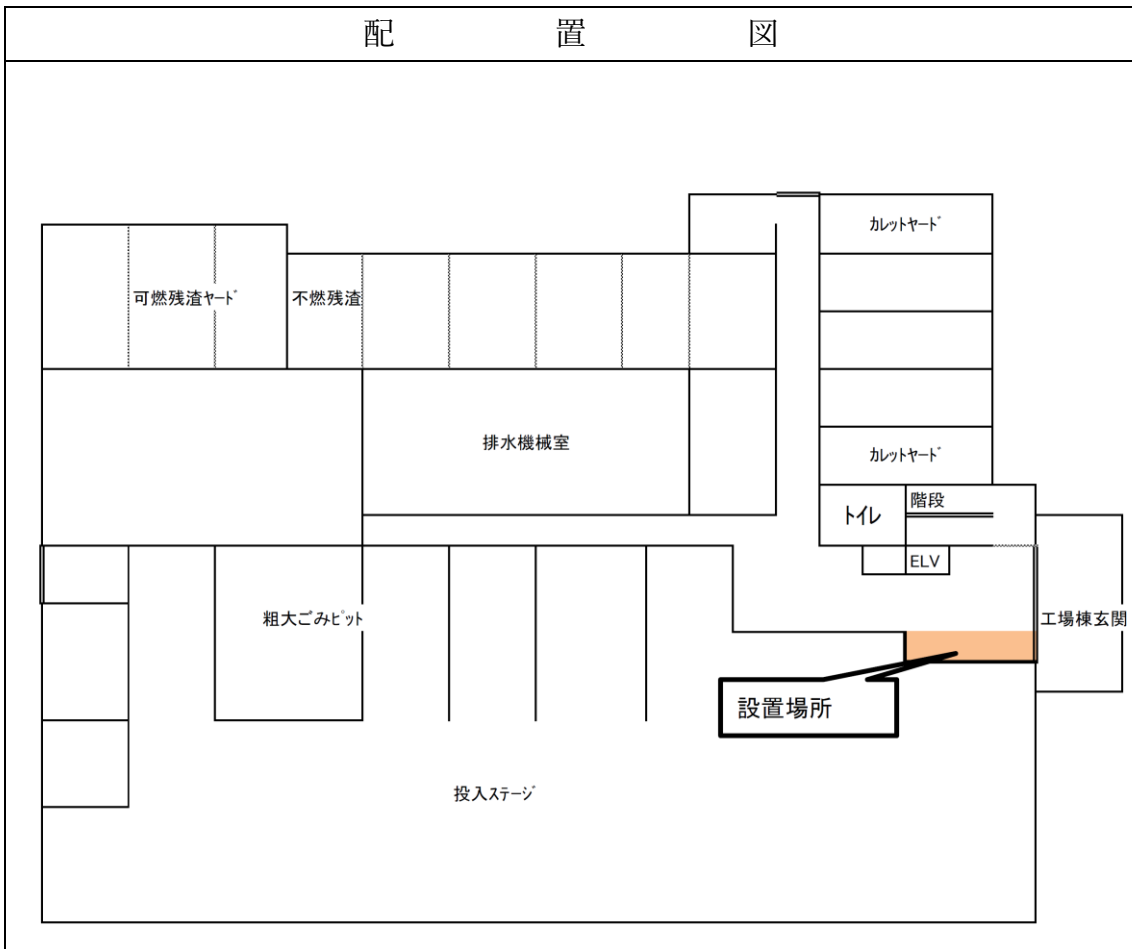 配置図
カレットヤード
可燃残渣ヤード
不燃残渣
排水機械室
カレットヤード
階段
トイレ
ELV
粗大ごみピット
工場棟玄関
設置場所
投入ステージ